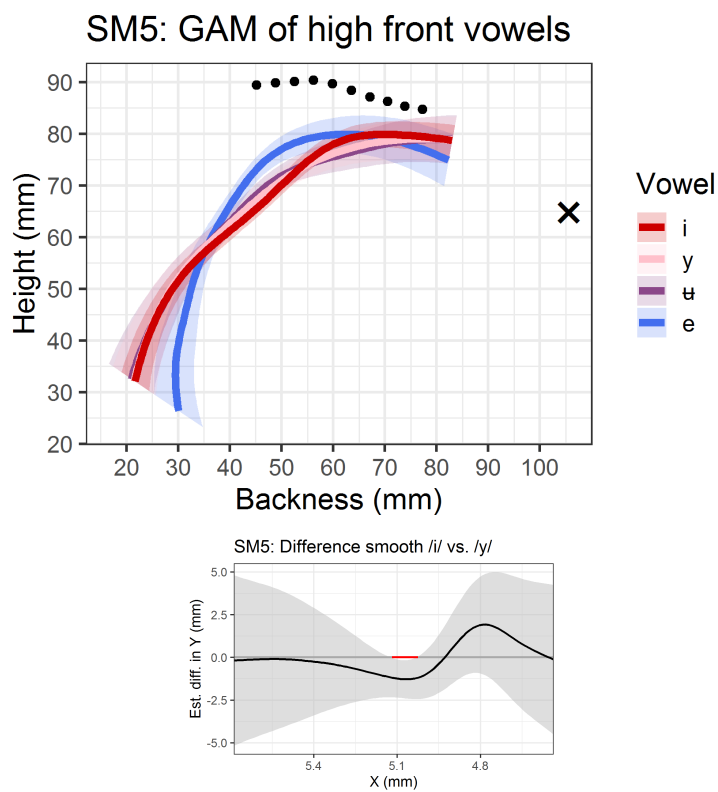 SM5: GAM of high front vowels
90
80
70
60
50
40
30
20
Height (mm)
20 30 40 50 60 70 80 90 100
Backness (mm)
Vowel
i
y
ʉ
e
SM5: Difference smooth /i/ vs. /y/
5.0
2.5
0.0
-2.5
-5.0
Est. diff. in Y (mm)
5.4 5.1 4.8
X (mm)